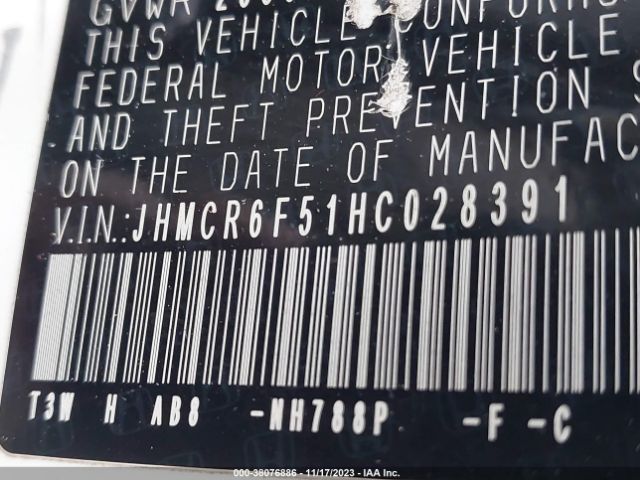 GVWR
THIS VEHICLE CONFORMS
FEDERAL MOTOR VEHICLE
AND THEFT PREVENTION S
ON THE DATE OF MANUFAC
V.I.N.:JHMCR6F51HC028391
T3W H AB8 -NH788P -F -C
000-38076886 - 11/17/2023 - IAA Inc.